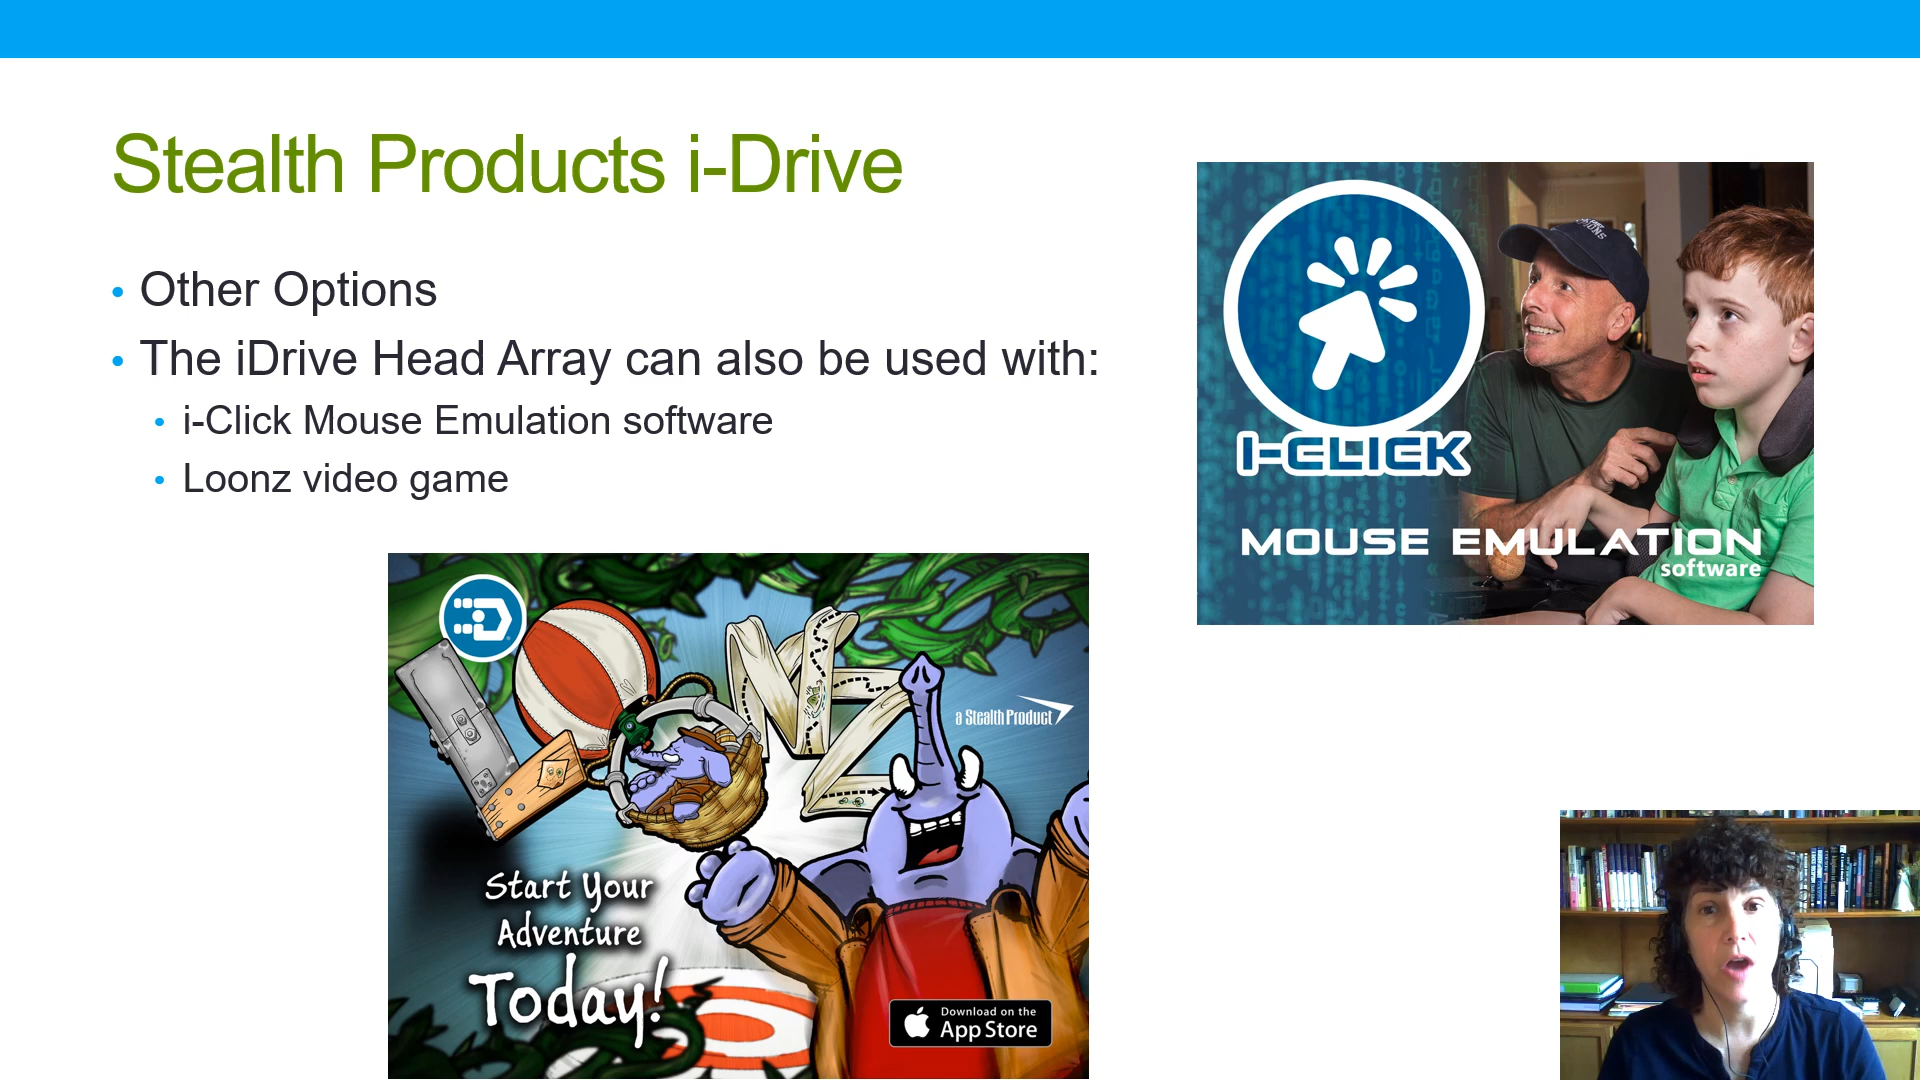 Stealth Products i-Drive
• Other Options
• The iDrive Head Array can also be used with:
• i-Click Mouse Emulation software
• Loonz video game
I-CLICK
MOUSE EMULATION
software
LOONZ
a Stealth Product
Start Your
Adventure
Today!
Download on the
App Store